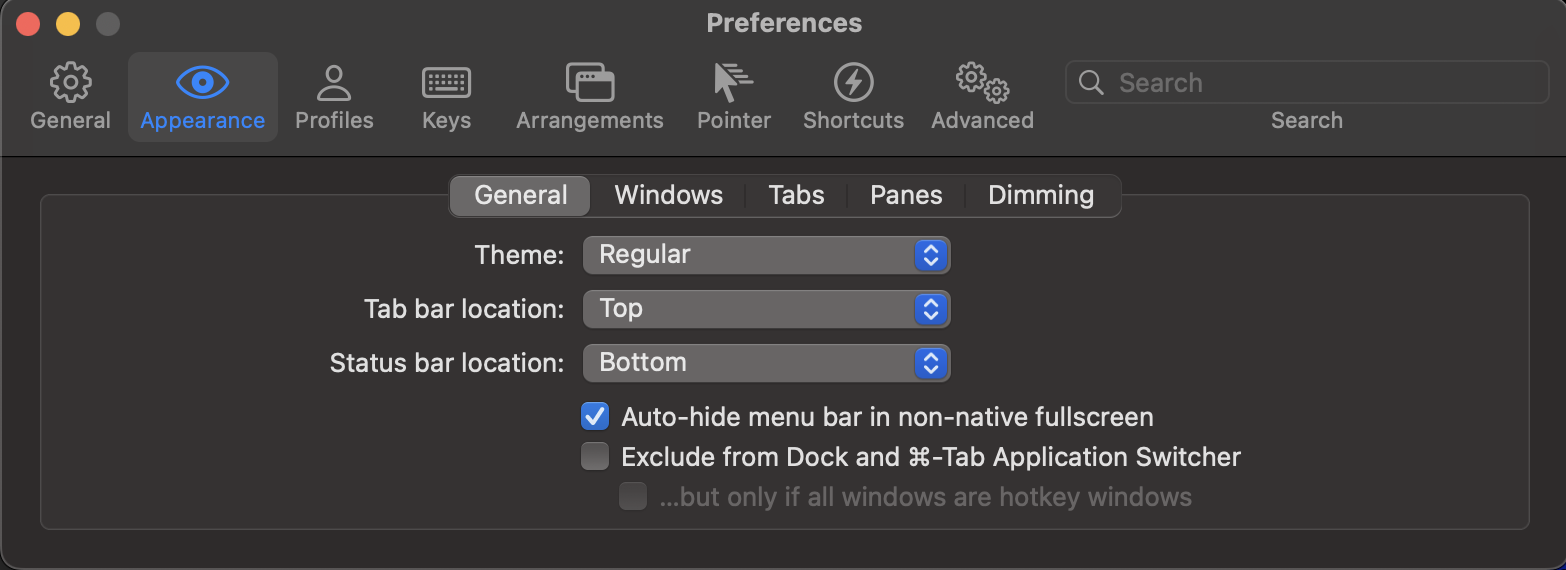 Preferences
General Appearance Profiles Keys Arrangements Pointer Shortcuts Advanced Search
Search
General Windows Tabs Panes Dimming
Theme: Regular
Tab bar location: Top
Status bar location: Bottom
Auto-hide menu bar in non-native fullscreen
Exclude from Dock and ⌘-Tab Application Switcher
...but only if all windows are hotkey windows